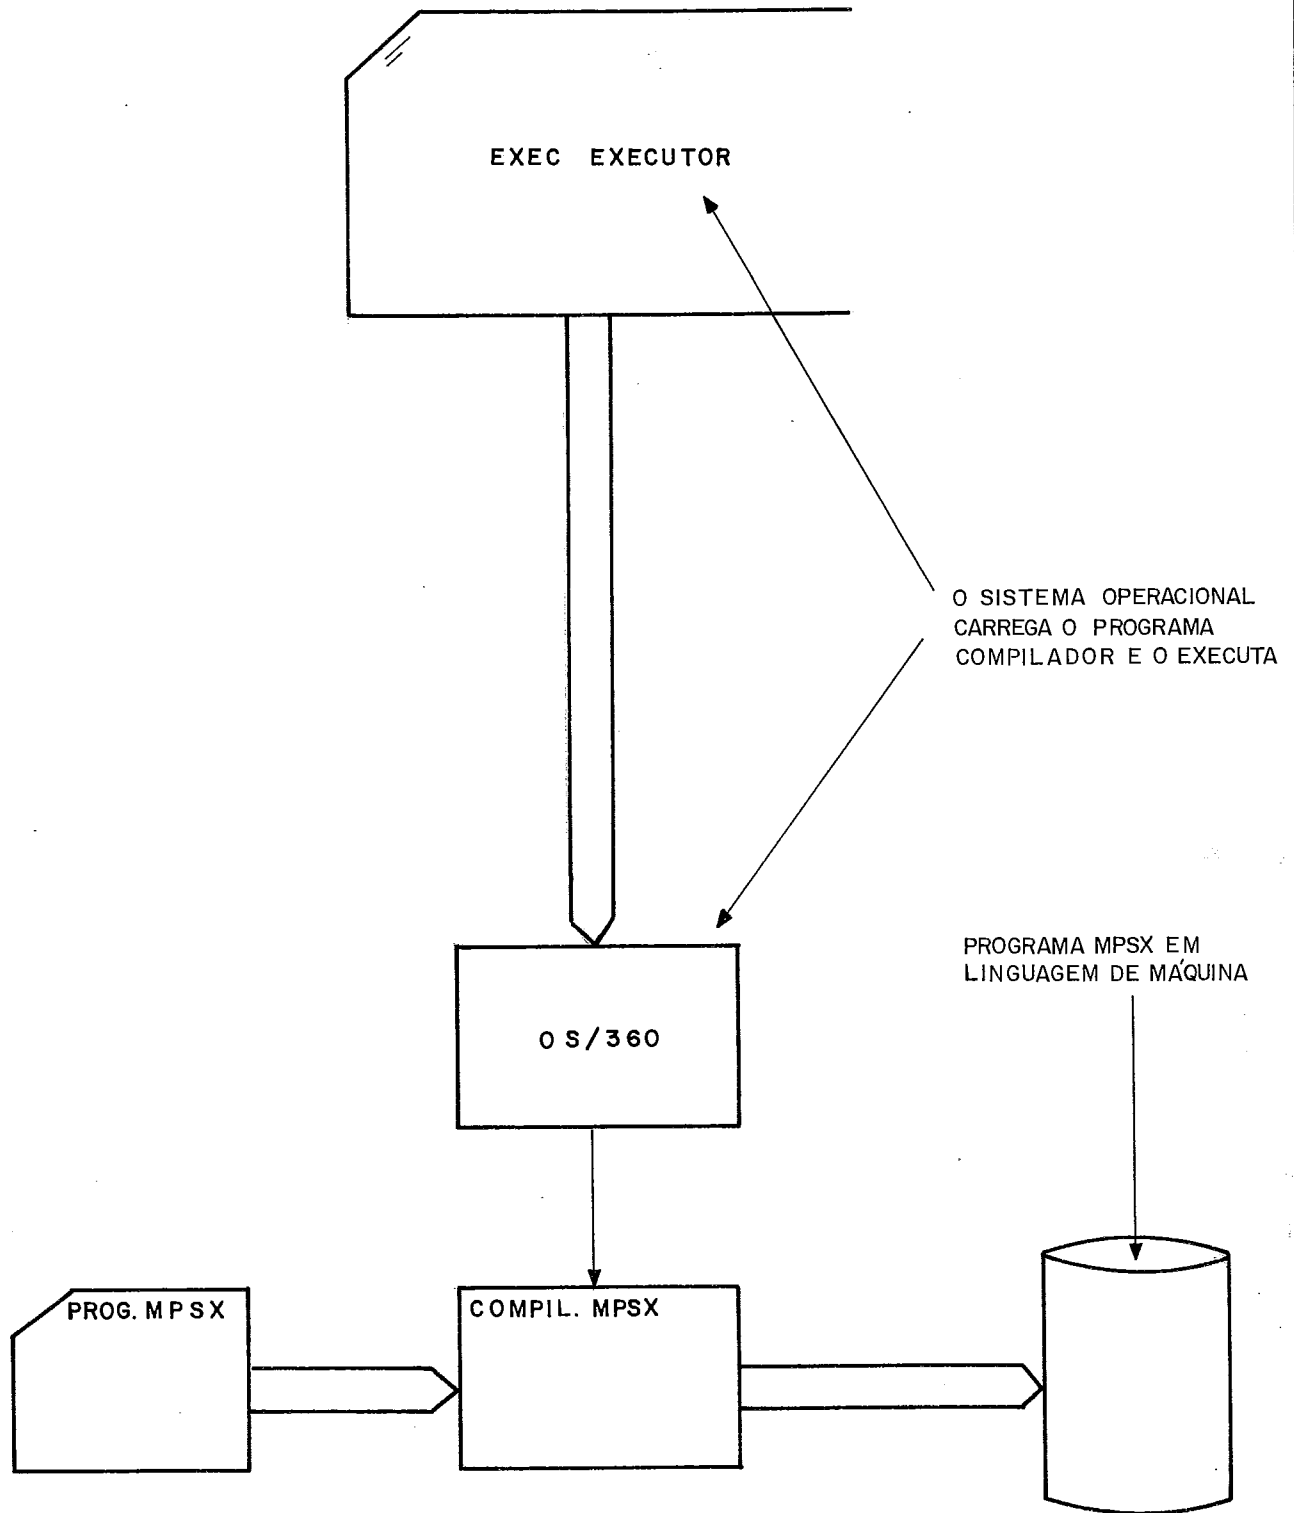 EXEC EXECUTOR
O SISTEMA OPERACIONAL
CARREGA O PROGRAMA
COMPILADOR E O EXECUTA
PROGRAMA MPSX EM
LINGUAGEM DE MÁQUINA
OS/360
PROG. MPSX
COMPIL. MPSX